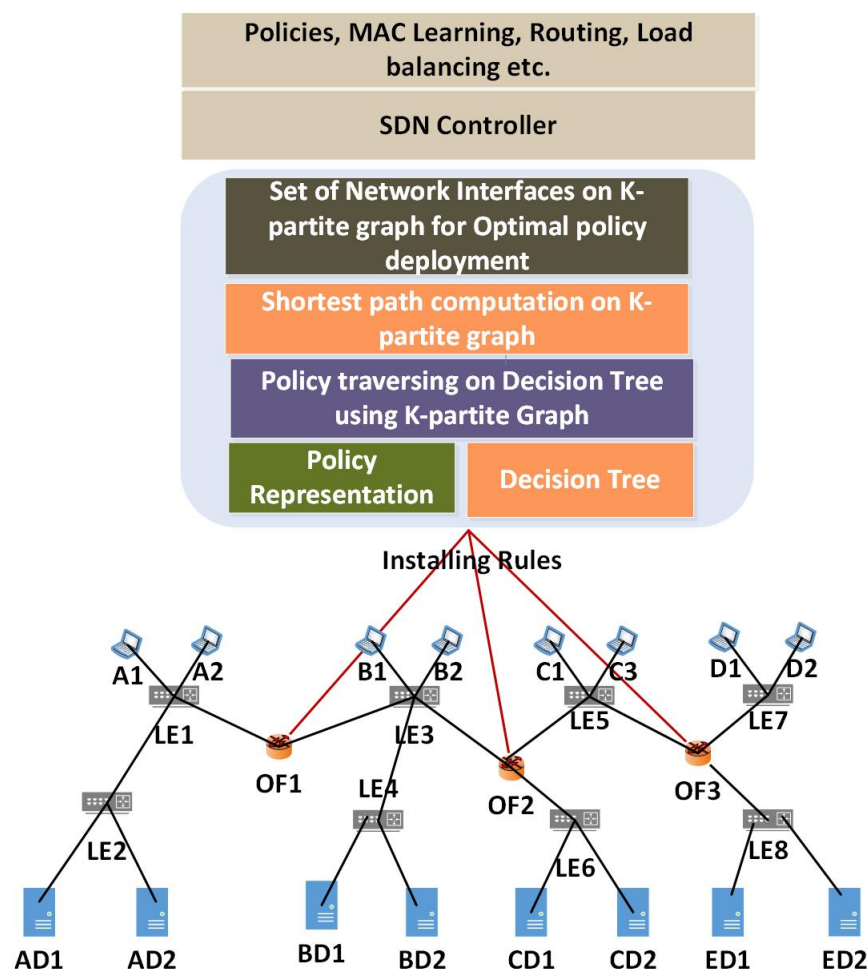 Policies, MAC Learning, Routing, Load
balancing etc.
SDN Controller
Set of Network Interfaces on K-
partite graph for Optimal policy
deployment
Shortest path computation on K-
partite graph
Policy traversing on Decision Tree
using K-partite Graph
Policy
Representation
Decision Tree
Installing Rules
A1 A2 B1 B2 C1 C3 D1 D2
LE1 LE3 LE5 LE7
OF1 OF2 OF3
LE4
LE2 LE6 LE8
AD1 AD2 BD1 BD2 CD1 CD2 ED1 ED2